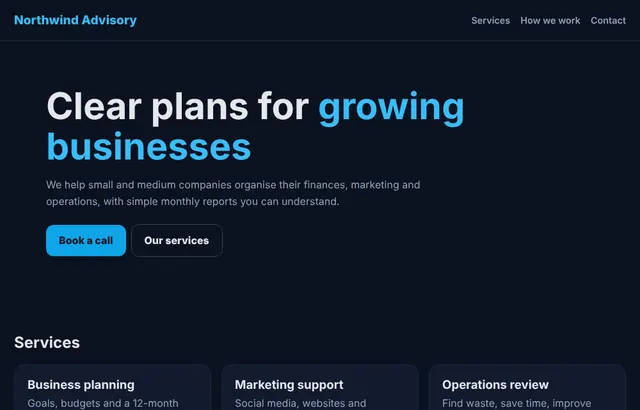 Northwind Advisory
Services How we work Contact
Clear plans for growing
businesses
We help small and medium companies organise their finances, marketing and
operations, with simple monthly reports you can understand.
Book a call Our services
Services
Business planning
Goals, budgets and a 12-month
Marketing support
Social media, websites and
Operations review
Find waste, save time, improve